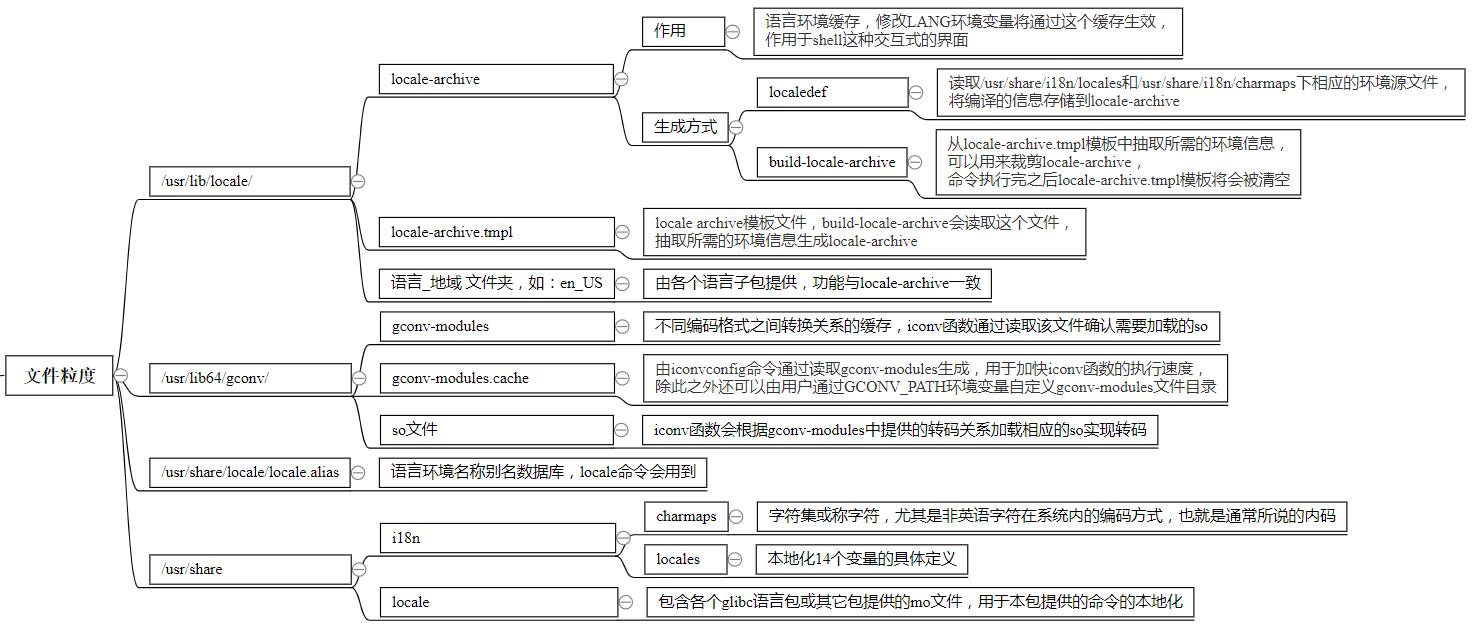 文件粒度
/usr/lib/locale/
locale-archive
作用
语言环境缓存，修改LANG环境变量将通过这个缓存生效，
作用于shell这种交互式的界面
生成方式
localedef
读取/usr/share/i18n/locales和/usr/share/i18n/charmaps下相应的环境源文件，
将编译的信息存储到locale-archive
build-locale-archive
从locale-archive.tmpl模板中抽取所需的环境信息，
可以用来裁剪locale-archive，
命令执行完之后locale-archive.tmpl模板将会被清空
locale-archive.tmpl
locale archive模板文件，build-locale-archive会读取这个文件，
抽取所需的环境信息生成locale-archive
语言_地域 文件夹，如：en_US
由各个语言子包提供，功能与locale-archive一致
/usr/lib64/gconv/
gconv-modules
不同编码格式之间转换关系的缓存，iconv函数通过读取该文件确认需要加载的so
gconv-modules.cache
由iconvconfig命令通过读取gconv-modules生成，用于加快iconv函数的执行速度，
除此之外还可以由用户通过GCONV_PATH环境变量自定义gconv-modules文件目录
so文件
iconv函数会根据gconv-modules中提供的转码关系加载相应的so实现转码
/usr/share/locale/locale.alias
语言环境名称别名数据库，locale命令会用到
/usr/share
i18n
charmaps
字符集或称字符，尤其是非英语字符在系统内的编码方式，也就是通常所说的内码
locales
本地化14个变量的具体定义
locale
包含各个glibc语言包或其它包提供的mo文件，用于本包提供的命令的本地化